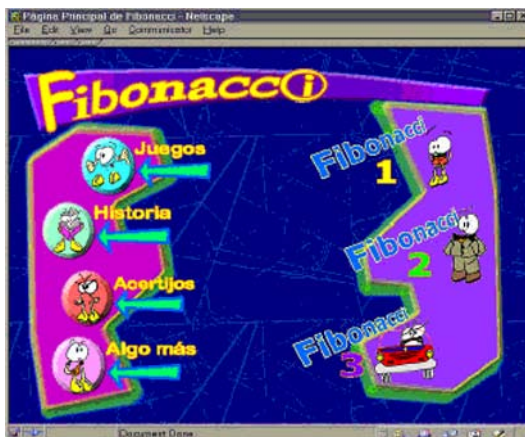 Página Principal de Fibonacci - Netscape
File Edit View Go Communicator Help
Fibonacci
Juegos
Historia
Acertijos
Algo más
Fibonacci
1
Fibonacci
2
Fibonacci
3
Document Done